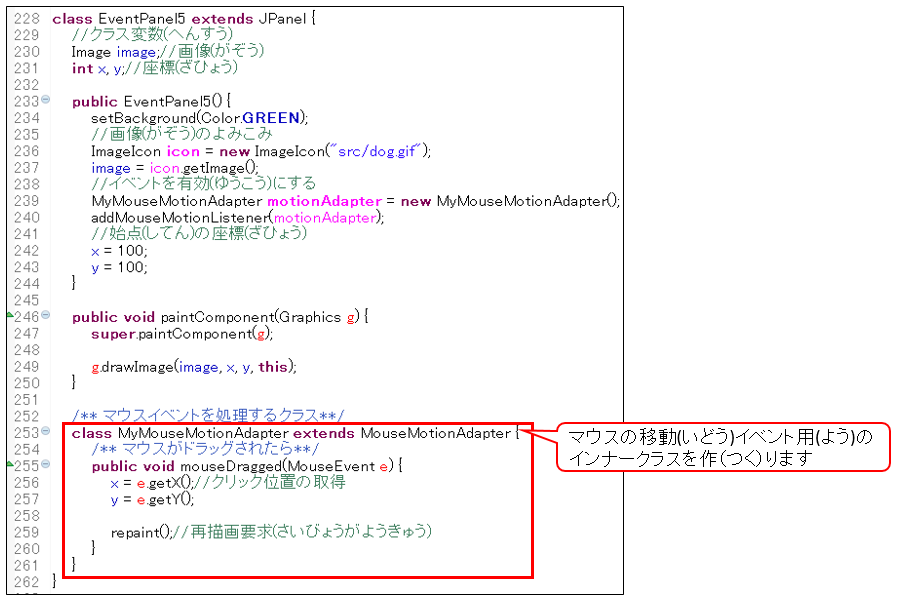 228 class EventPanel5 extends JPanel {
229 //クラス変数(へんすう)
230 Image image;//画像(がぞう)
231 int x, y;//座標(ざひょう)
232
233 public EventPanel5() {
234 setBackground(Color.GREEN);
235 //画像(がぞう)のよみこみ
236 ImageIcon icon = new ImageIcon("src/dog.gif");
237 image = icon.getImage();
238 //イベントを有効(ゆうこう)にする
239 MyMouseMotionAdapter motionAdapter = new MyMouseMotionAdapter();
240 addMouseMotionListener(motionAdapter);
241 //始点(してん)の座標(ざひょう)
242 x = 100;
243 y = 100;
244 }
245
246 public void paintComponent(Graphics g) {
247 super.paintComponent(g);
248
249 g.drawImage(image, x, y, this);
250 }
251
252 /** マウスイベントを処理するクラス**/
253 class MyMouseMotionAdapter extends MouseMotionAdapter {
254 /** マウスがドラッグされたら**/
255 public void mouseDragged(MouseEvent e) {
256 x = e.getX();//クリック位置の取得
257 y = e.getY();
258
259 repaint();//再描画要求(さいびょうがようきゅう)
260 }
261 }
262 }
マウスの移動(いどう)イベント用(よう)の
インナークラスを作(つく)ります